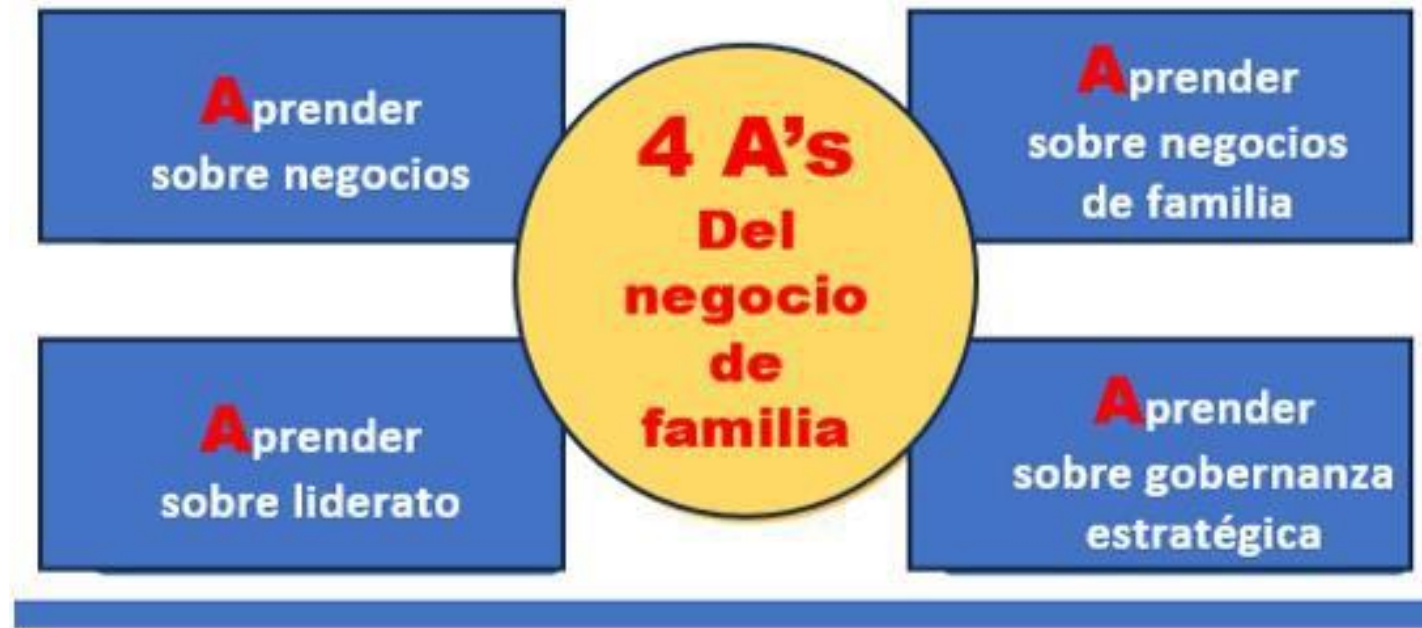 Aprender
sobre negocios
4 A's
Del
negocio
de
familia
Aprender
sobre negocios
de familia
Aprender
sobre liderato
Aprender
sobre gobernanza
estratégica